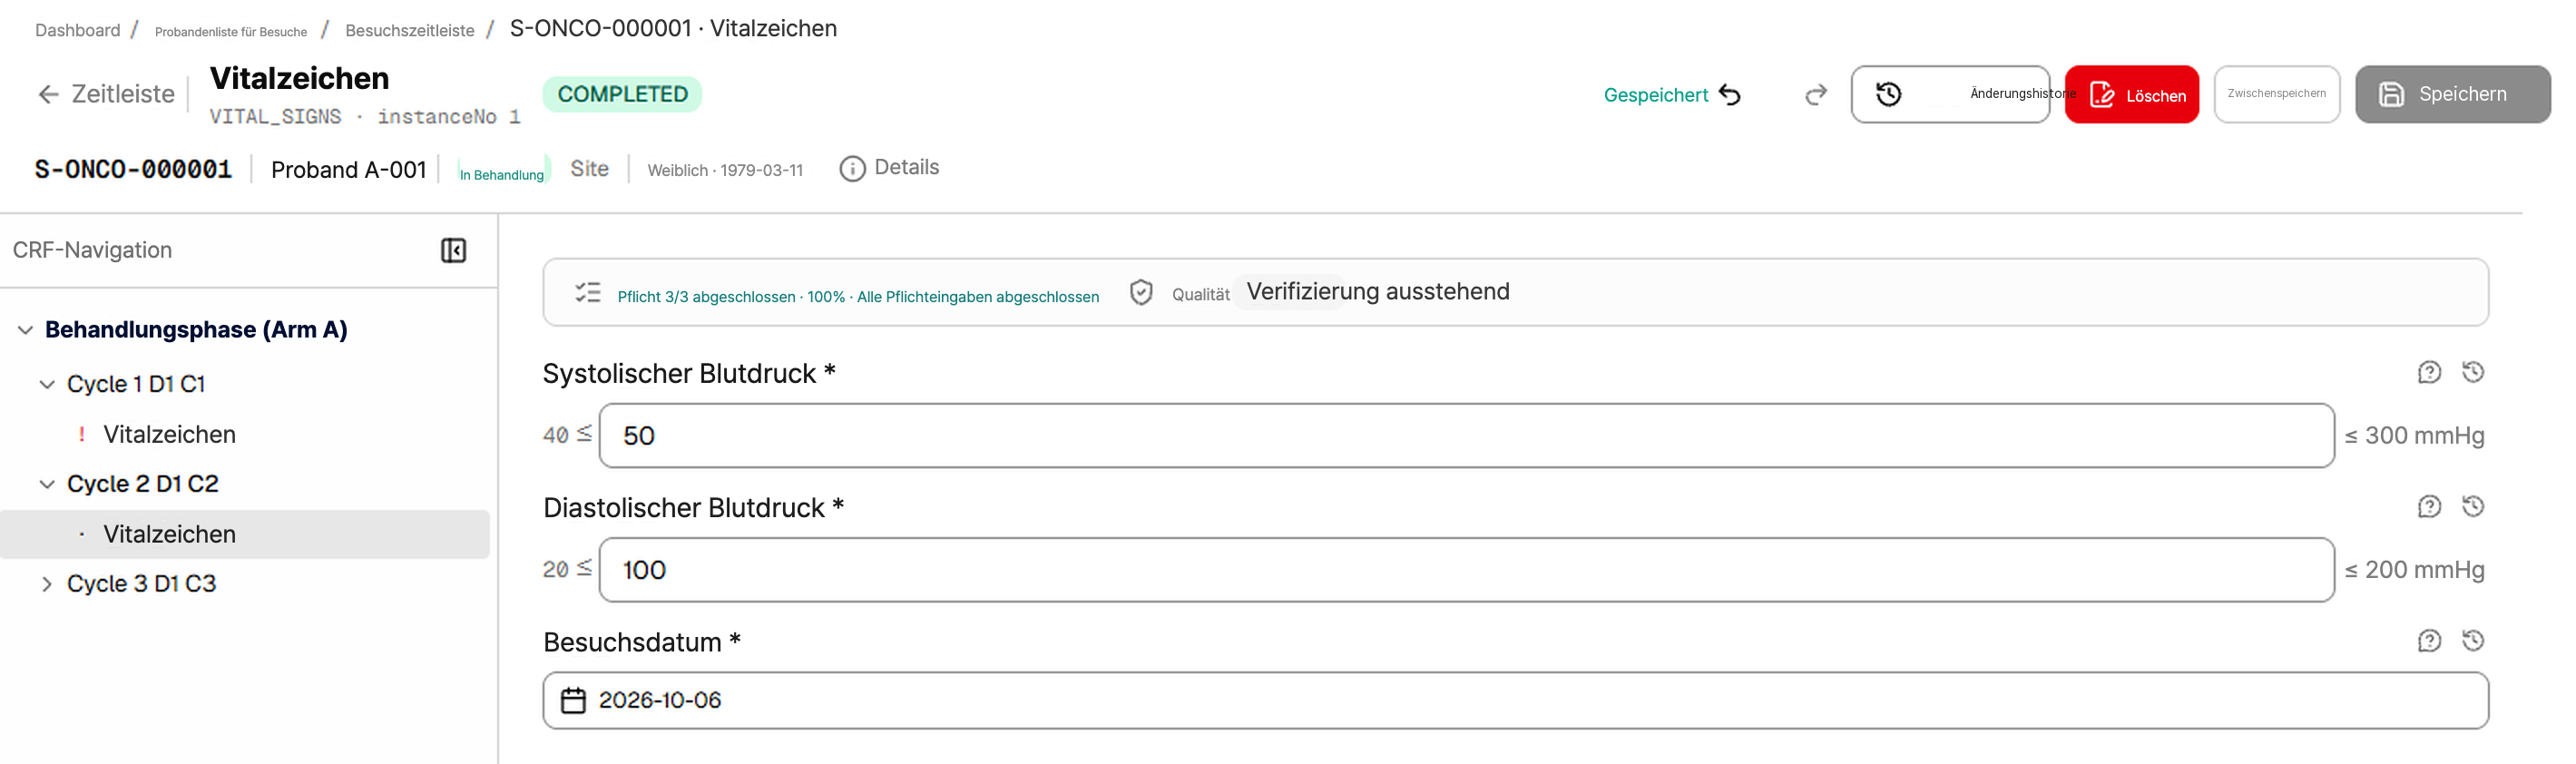 Dashboard / Probandenliste für Besuche / Besuchszeitleiste / S-ONCO-000001 · Vitalzeichen
← Zeitleiste
Vitalzeichen
VITAL_SIGNS · instanceNo 1
COMPLETED
Gespeichert
Änderungshistorie
Löschen
Zwischenspeichern
Speichern
S-ONCO-000001
Proband A-001
In Behandlung
Site
Weiblich · 1979-03-11
Details
CRF-Navigation
Behandlungsphase (Arm A)
Cycle 1 D1 C1
! Vitalzeichen
Cycle 2 D1 C2
· Vitalzeichen
Cycle 3 D1 C3
Pflicht 3/3 abgeschlossen · 100% · Alle Pflichteingaben abgeschlossen
Qualität
Verifizierung ausstehend
Systolischer Blutdruck *
40 ≤ 50 ≤ 300 mmHg
Diastolischer Blutdruck *
20 ≤ 100 ≤ 200 mmHg
Besuchsdatum *
2026-10-06